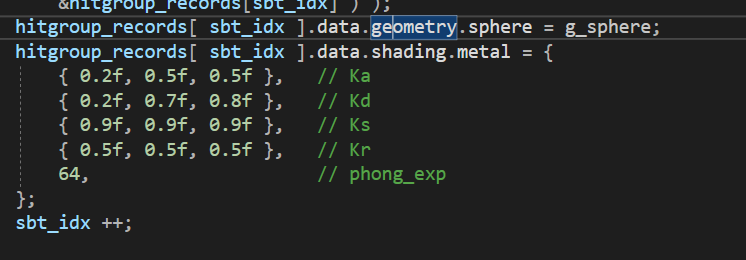 &hitgroup_records[sbt_idx] ) );
hitgroup_records[ sbt_idx ].data.geometry.sphere = g_sphere;
hitgroup_records[ sbt_idx ].data.shading.metal = {
{ 0.2f, 0.5f, 0.5f },   // Ka
{ 0.2f, 0.7f, 0.8f },   // Kd
{ 0.9f, 0.9f, 0.9f },   // Ks
{ 0.5f, 0.5f, 0.5f },   // Kr
64,                     // phong_exp
};
sbt_idx ++;